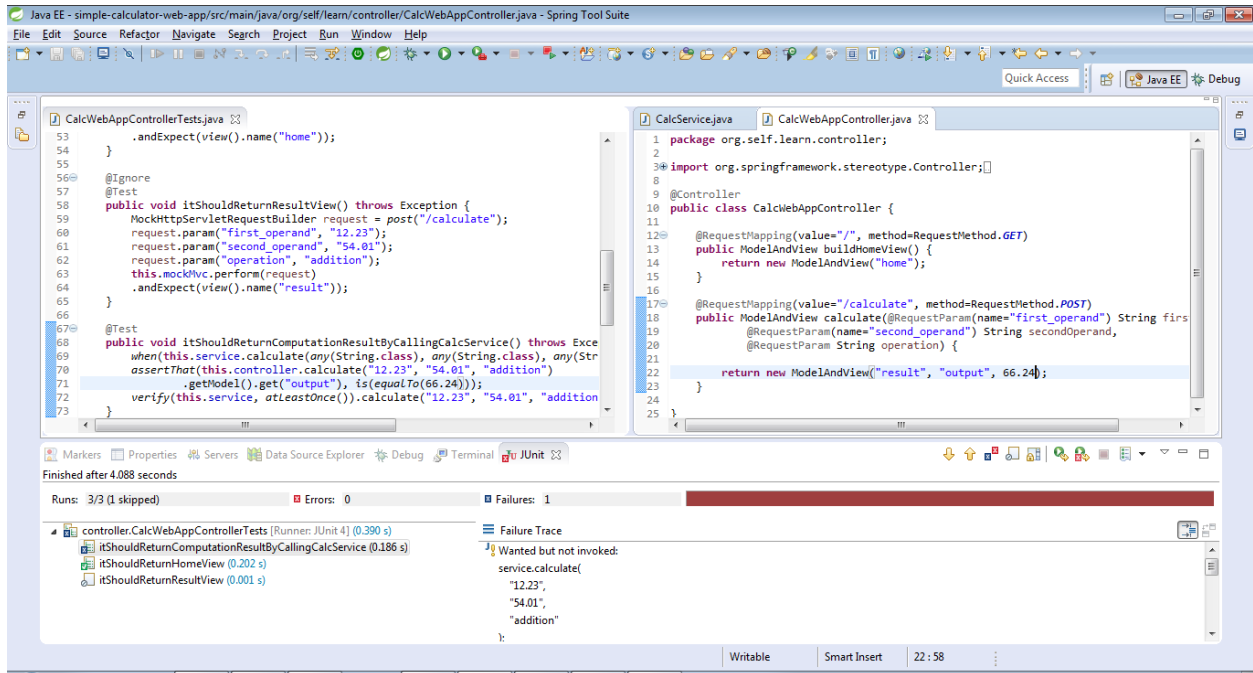 Java EE - simple-calculator-web-app/src/main/java/org/self/learn/controller/CalcWebAppController.java - Spring Tool Suite
File Edit Source Refactor Navigate Search Project Run Window Help
Quick Access Java EE Debug
CalcWebAppControllerTests.java
53 .andExpect(view().name("home"));
54 }
55
56 @Ignore
57 @Test
58 public void itShouldReturnResultView() throws Exception {
59 MockHttpServletRequestBuilder request = post("/calculate");
60 request.param("first_operand", "12.23");
61 request.param("second_operand", "54.01");
62 request.param("operation", "addition");
63 this.mockMvc.perform(request)
64 .andExpect(view().name("result"));
65 }
66
67 @Test
68 public void itShouldReturnComputationResultByCallingCalcService() throws Exce
69 when(this.service.calculate(any(String.class), any(String.class), any(Str
70 assertThat(this.controller.calculate("12.23", "54.01", "addition")
71 .getModel().get("output"), is(equalTo(66.24)));
72 verify(this.service, atLeastOnce()).calculate("12.23", "54.01", "addition
73 }
CalcService.java CalcWebAppController.java
1 package org.self.learn.controller;
2
3 import org.springframework.stereotype.Controller;
8
9 @Controller
10 public class CalcWebAppController {
11
12 @RequestMapping(value="/", method=RequestMethod.GET)
13 public ModelAndView buildHomeView() {
14 return new ModelAndView("home");
15 }
16
17 @RequestMapping(value="/calculate", method=RequestMethod.POST)
18 public ModelAndView calculate(@RequestParam(name="first_operand") String firs
19 @RequestParam(name="second_operand") String secondOperand,
20 @RequestParam String operation) {
21
22 return new ModelAndView("result", "output", 66.24);
23 }
24
25 }
Markers Properties Servers Data Source Explorer Debug Terminal JUnit
Finished after 4.088 seconds
Runs: 3/3 (1 skipped) Errors: 0 Failures: 1
controller.CalcWebAppControllerTests [Runner: JUnit 4] (0.390 s)
itShouldReturnComputationResultByCallingCalcService (0.186 s)
itShouldReturnHomeView (0.202 s)
itShouldReturnResultView (0.001 s)
Failure Trace
Wanted but not invoked:
service.calculate(
"12.23",
"54.01",
"addition"
);
Writable Smart Insert 22 : 58